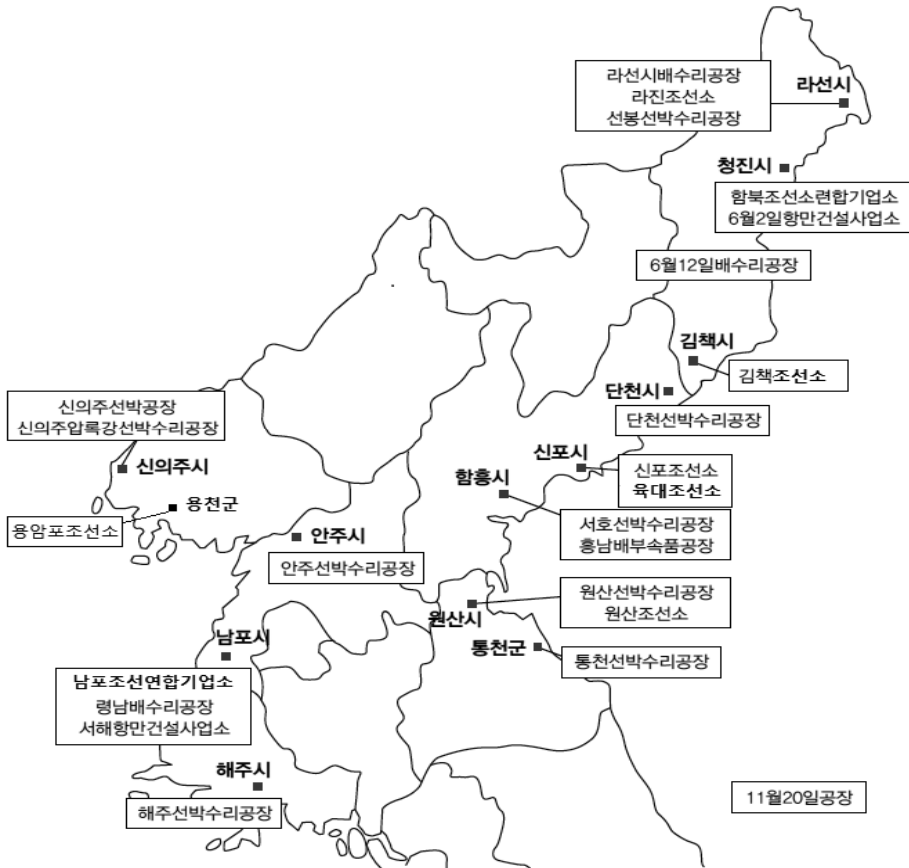 라선시배수리공장
라진조선소
선봉선박수리공장
라선시
청진시
함북조선소련합기업소
6월2일항만건설사업소
6월12일배수리공장
김책시
김책조선소
단천시
단천선박수리공장
신의주선박공장
신의주압록강선박수리공장
신의주시
신포시
신포조선소
육대조선소
함흥시
서호선박수리공장
흥남배부속품공장
용천군
용암포조선소
안주시
안주선박수리공장
원산선박수리공장
원산조선소
원산시
통천군
통천선박수리공장
남포시
남포조선연합기업소
령남배수리공장
서해항만건설사업소
해주시
해주선박수리공장
11월20일공장